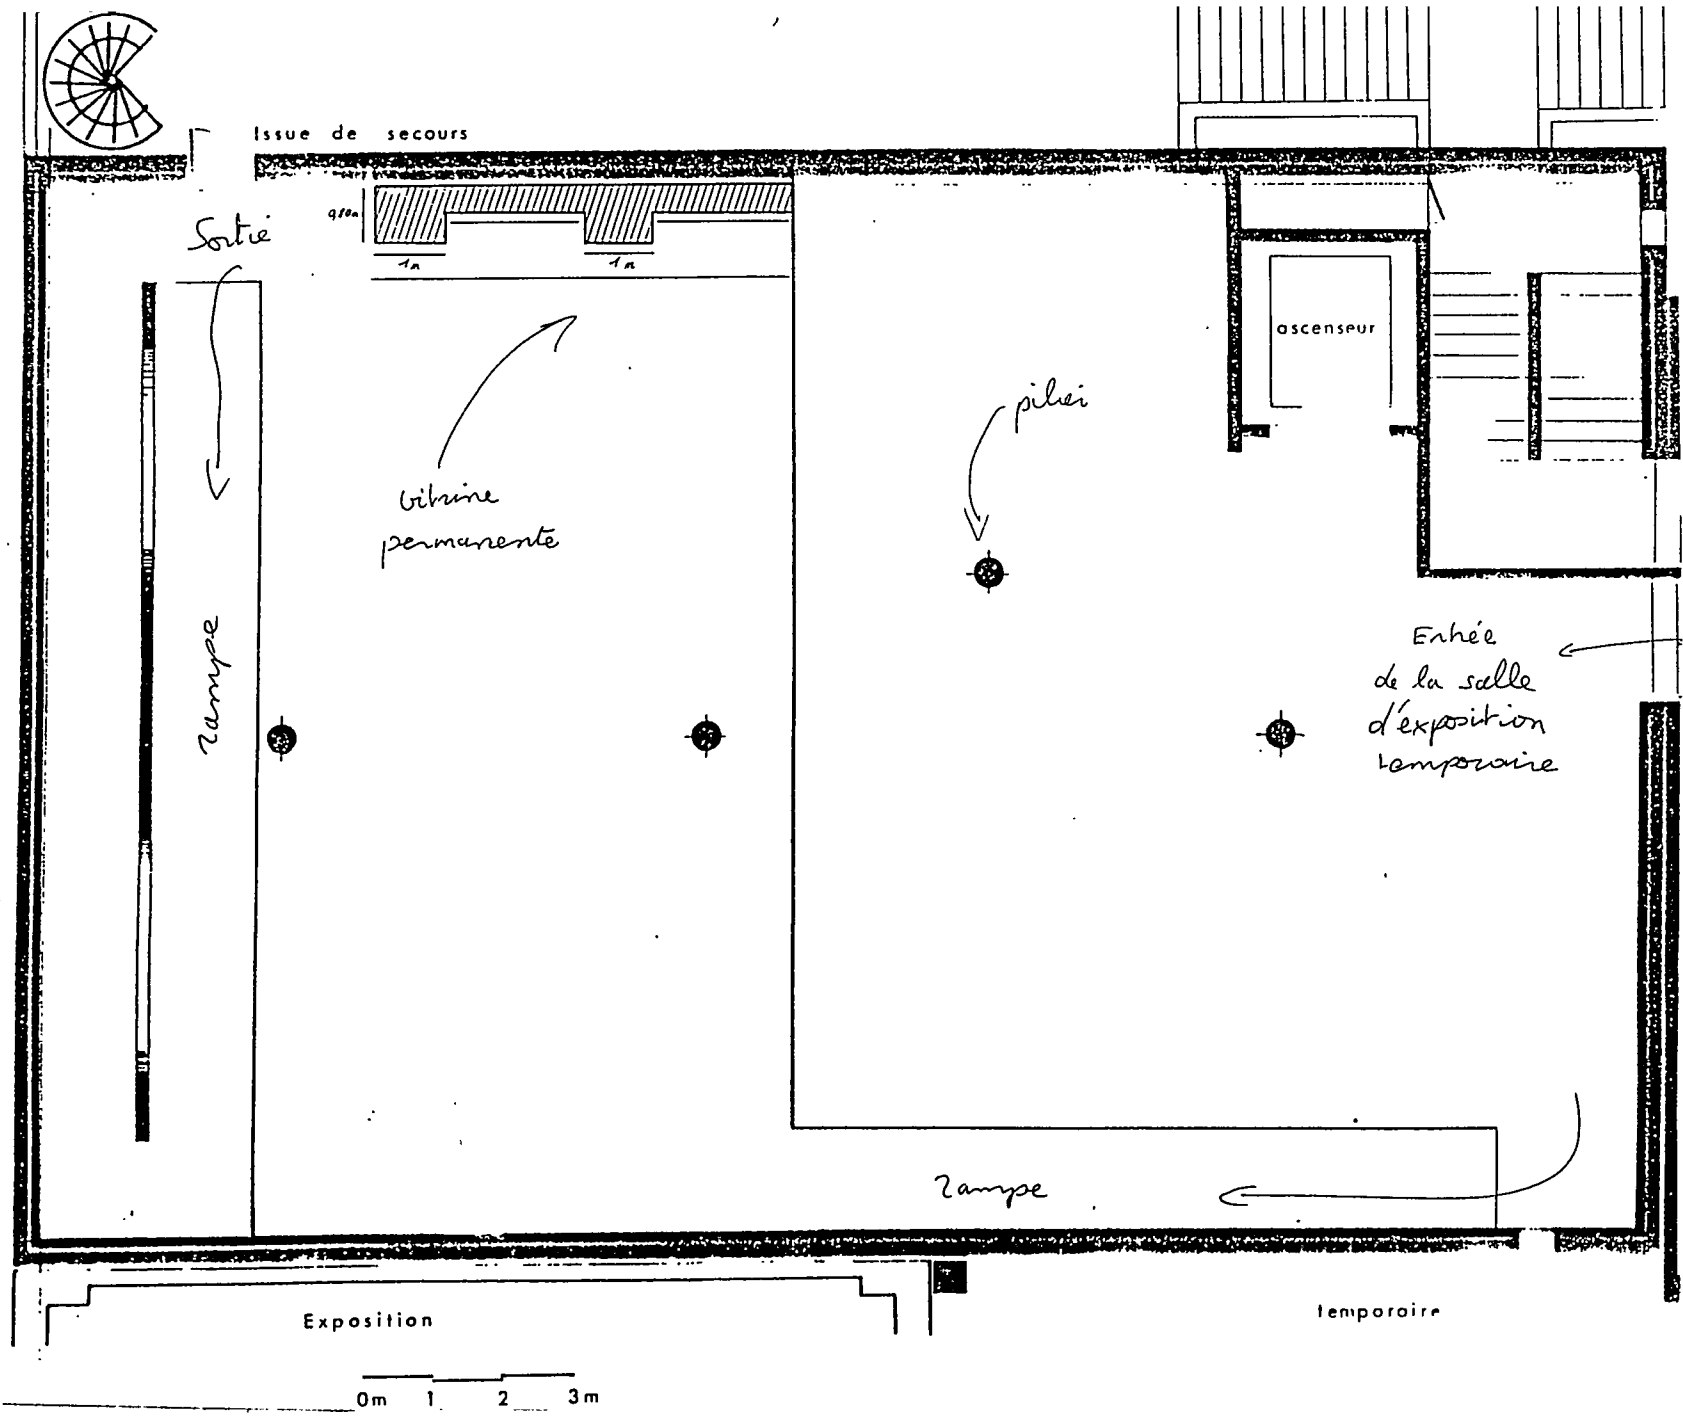 Issue de secours
Sortie
0,80m
1m
1m
ascenseur
pilier
vitrine
permanente
rampe
Entrée
de la salle
d'exposition
temporaire
rampe
Exposition
temporaire
0m 1 2 3m